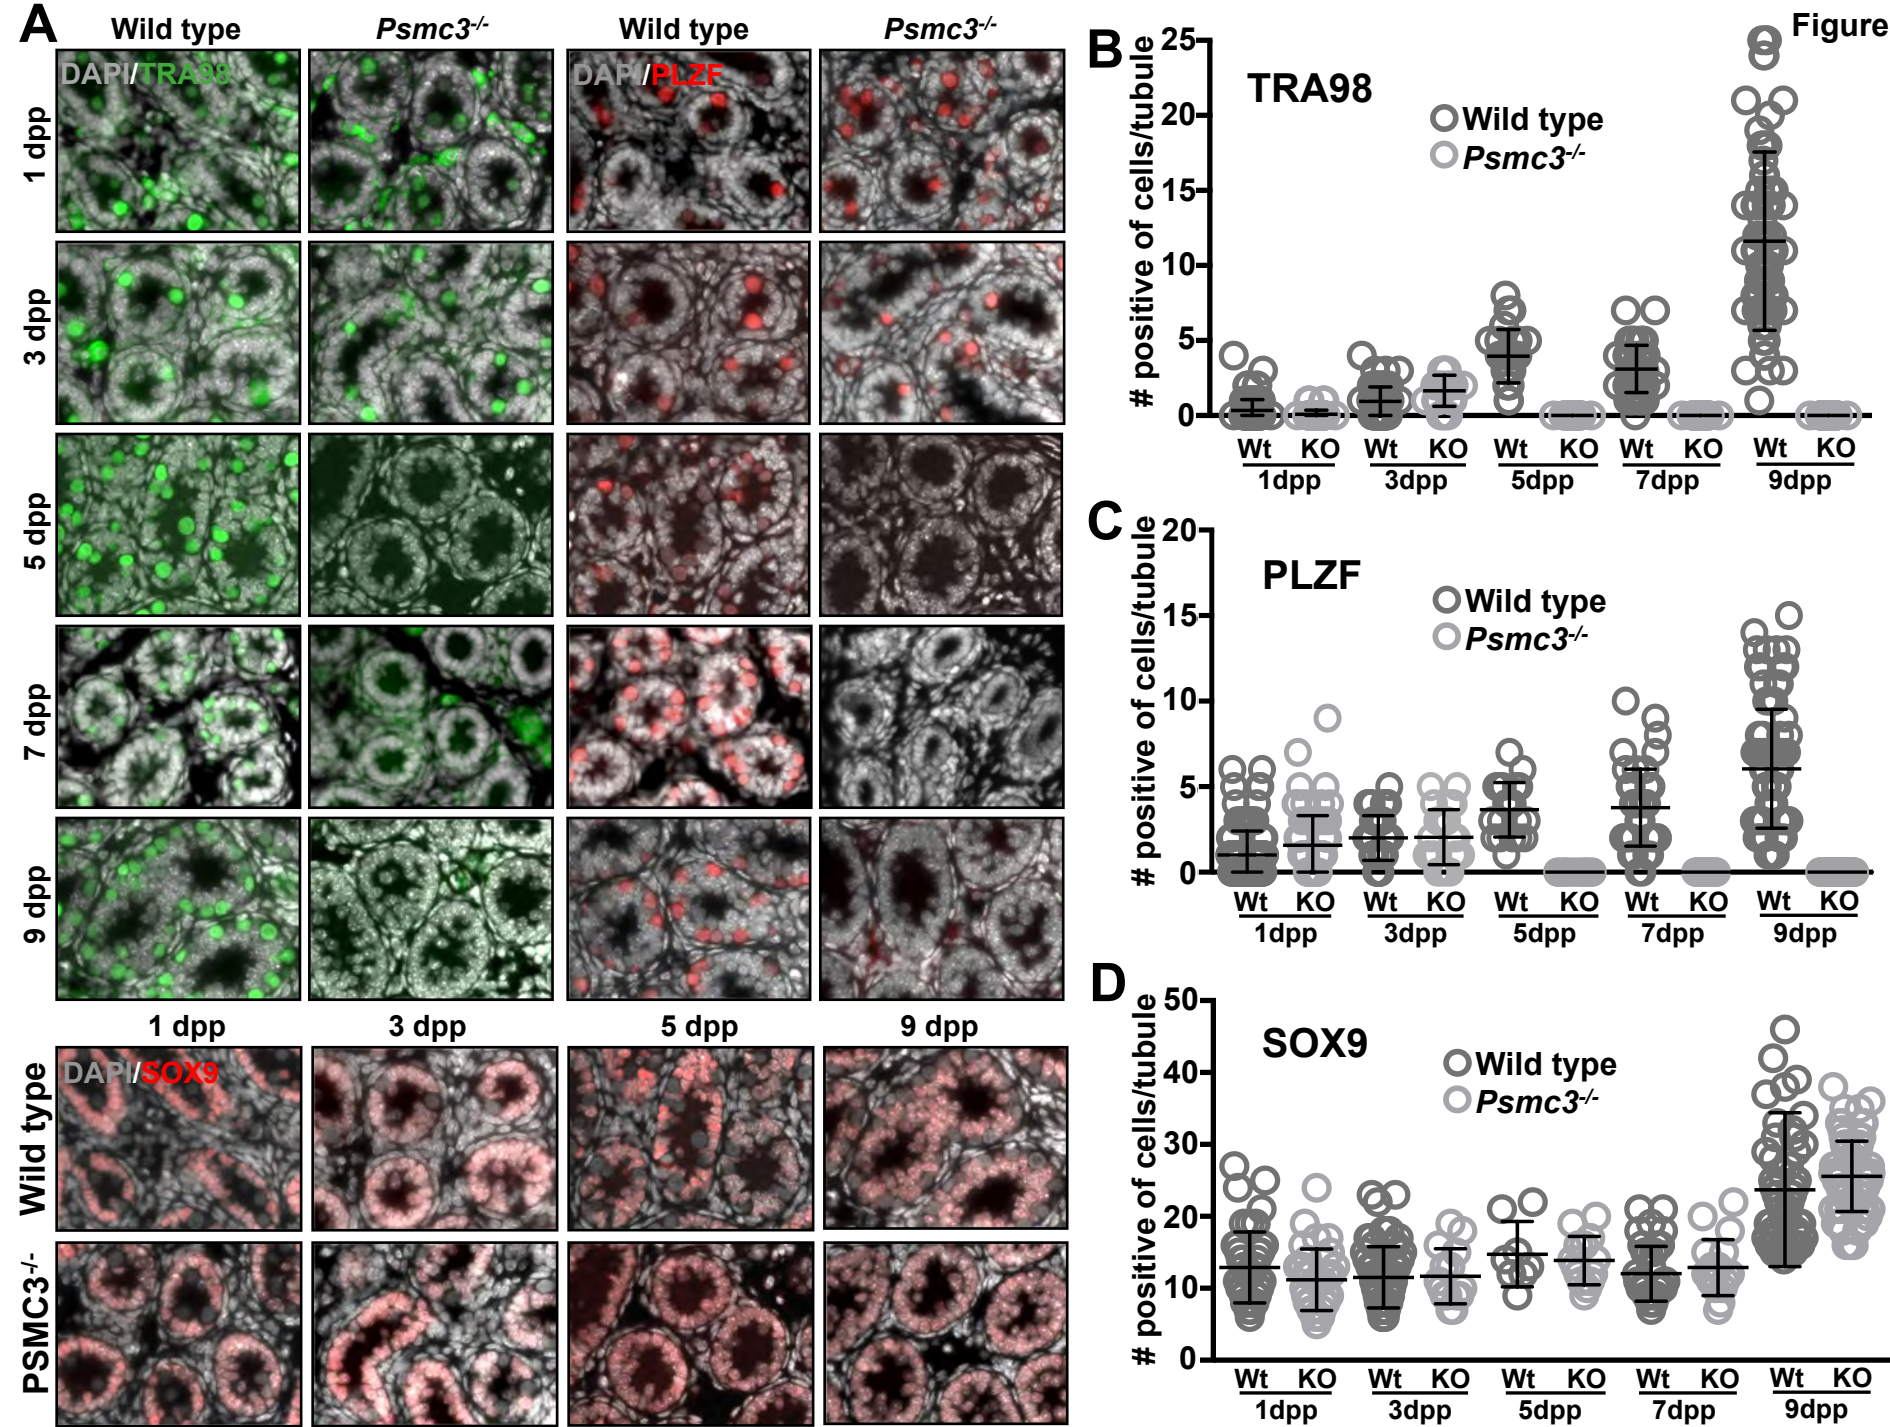 A
Wild type
Psmc3-/-
Wild type
Psmc3-/-
DAPI/TRA98
DAPI/PLZF
1 dpp
3 dpp
5 dpp
7 dpp
9 dpp
1 dpp
3 dpp
5 dpp
9 dpp
DAPI/SOX9
Wild type
PSMC3-/-
Figure
B
TRA98
Wild type
Psmc3-/-
# positive of cells/tubule
25
20
15
10
5
0
Wt KO Wt KO Wt KO Wt KO Wt KO
1dpp 3dpp 5dpp 7dpp 9dpp
C
PLZF
Wild type
Psmc3-/-
# positive of cells/tubule
20
15
10
5
0
Wt KO Wt KO Wt KO Wt KO Wt KO
1dpp 3dpp 5dpp 7dpp 9dpp
D
SOX9
Wild type
Psmc3-/-
# positive of cells/tubule
50
40
30
20
10
0
Wt KO Wt KO Wt KO Wt KO Wt KO
1dpp 3dpp 5dpp 7dpp 9dpp